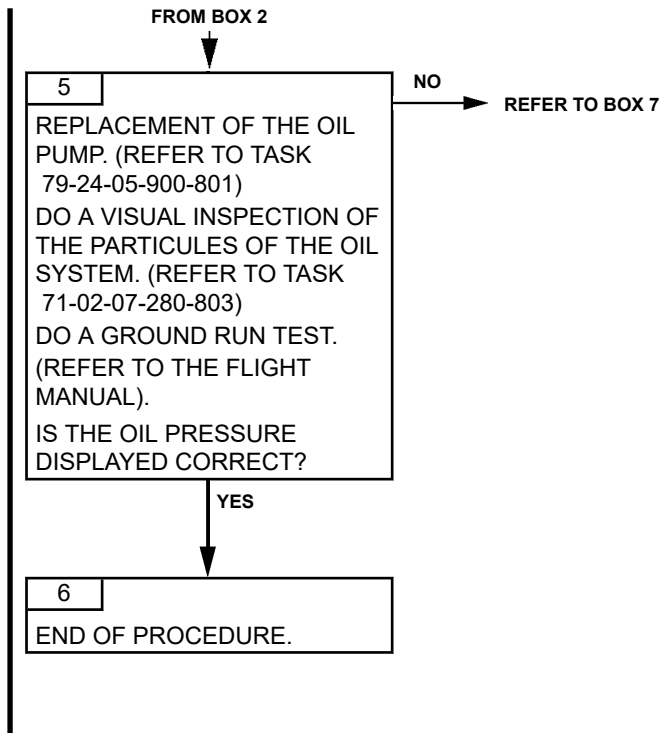 FROM BOX 2
5
NO
REFER TO BOX 7
REPLACEMENT OF THE OIL
PUMP. (REFER TO TASK
79-24-05-900-801)
DO A VISUAL INSPECTION OF
THE PARTICULES OF THE OIL
SYSTEM. (REFER TO TASK
71-02-07-280-803)
DO A GROUND RUN TEST.
(REFER TO THE FLIGHT
MANUAL).
IS THE OIL PRESSURE
DISPLAYED CORRECT?
YES
6
END OF PROCEDURE.